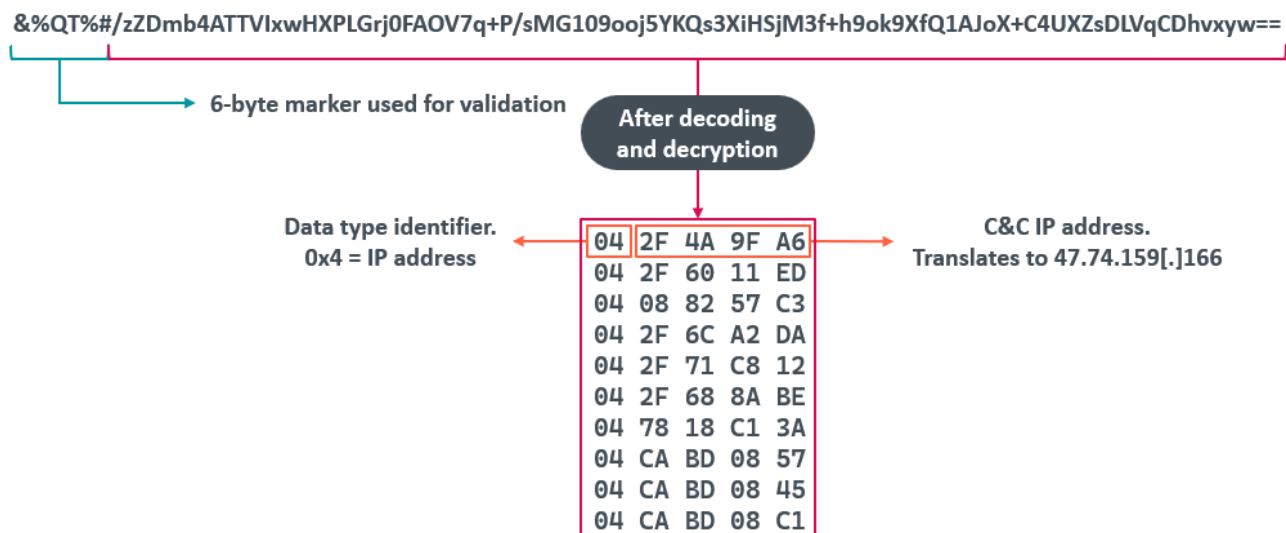 &%QT%#/zZDmb4ATTVIxwHXPLGrj0FAOV7q+P/sMG109ooj5YKQs3XiHSjM3f+h9ok9XfQ1AJoX+C4UXZsDLVqCDhvxyw==
6-byte marker used for validation
After decoding
and decryption
Data type identifier.
0x4 = IP address
04 2F 4A 9F A6
04 2F 60 11 ED
04 08 82 57 C3
04 2F 6C A2 DA
04 2F 71 C8 12
04 2F 68 8A BE
04 78 18 C1 3A
04 CA BD 08 57
04 CA BD 08 45
04 CA BD 08 C1
C&C IP address.
Translates to 47.74.159[.]166